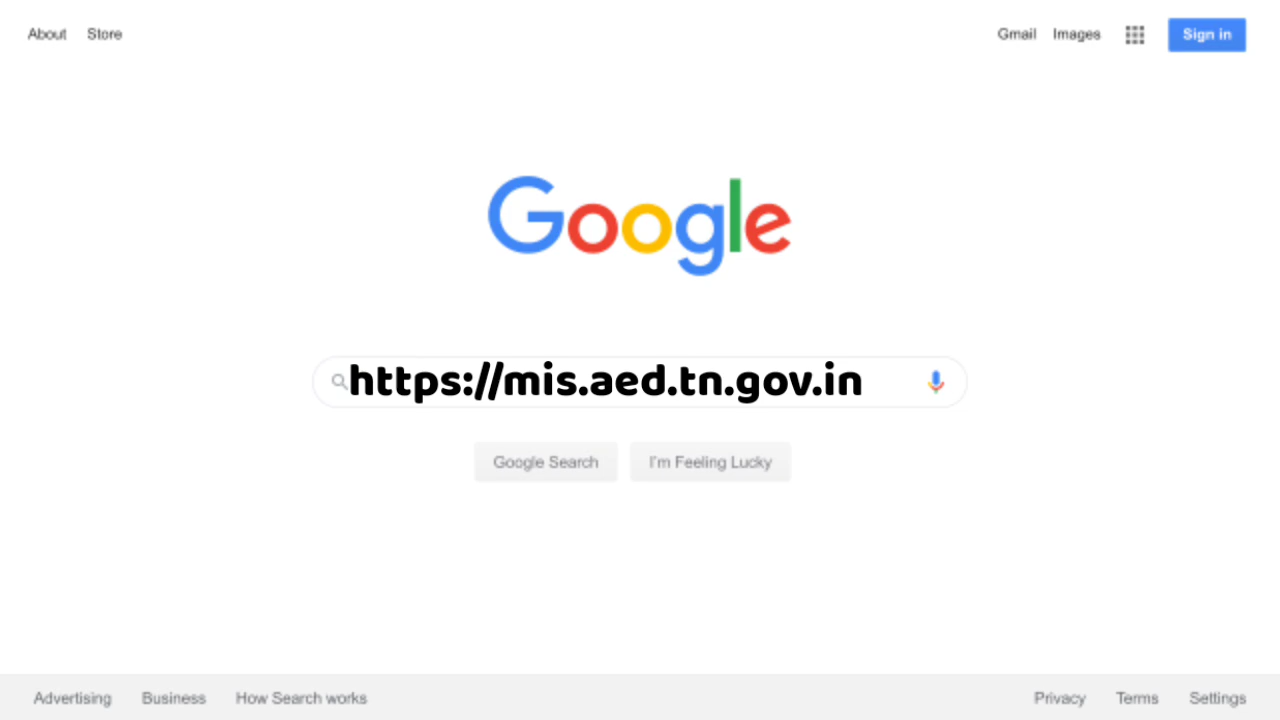 About Store Gmail Images Sign in
Google
https://mis.aed.tn.gov.in
Google Search I'm Feeling Lucky
Advertising Business How Search works Privacy Terms Settings